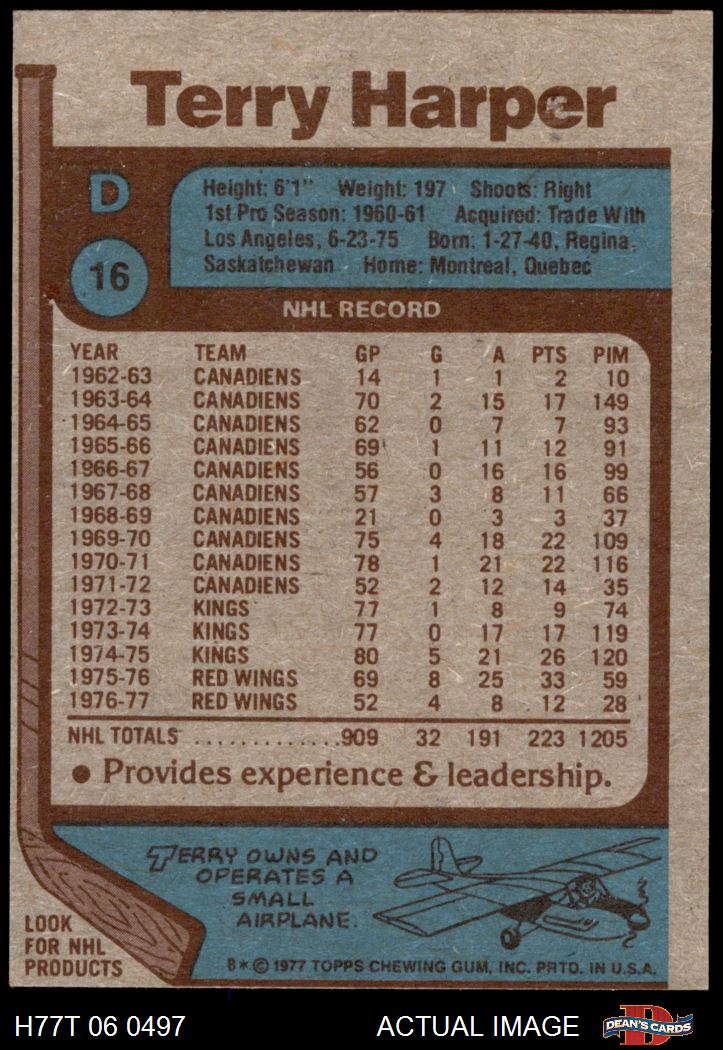 Terry Harper
D
16
Height: 6'1" Weight: 197 Shoots: Right
1st Pro Season: 1960-61 Acquired: Trade With
Los Angeles, 6-23-75 Born: 1-27-40, Regina,
Saskatchewan Home: Montreal, Quebec
NHL RECORD
YEAR TEAM GP G A PTS PIM
1962-63 CANADIENS 14 1 1 2 10
1963-64 CANADIENS 70 2 15 17 149
1964-65 CANADIENS 62 0 7 7 93
1965-66 CANADIENS 69 1 11 12 91
1966-67 CANADIENS 56 0 16 16 99
1967-68 CANADIENS 57 3 8 11 66
1968-69 CANADIENS 21 0 3 3 37
1969-70 CANADIENS 75 4 18 22 109
1970-71 CANADIENS 78 1 21 22 116
1971-72 CANADIENS 52 2 12 14 35
1972-73 KINGS 77 1 8 9 74
1973-74 KINGS 77 0 17 17 119
1974-75 KINGS 80 5 21 26 120
1975-76 RED WINGS 69 8 25 33 59
1976-77 RED WINGS 52 4 8 12 28
NHL TOTALS .............909 32 191 223 1205
● Provides experience & leadership.
TERRY OWNS AND
OPERATES A
SMALL
AIRPLANE.
LOOK
FOR NHL
PRODUCTS
B*© 1977 TOPPS CHEWING GUM, INC. PRTD. IN U.S.A.
H77T 06 0497 ACTUAL IMAGE
D
DEAN'S CARDS